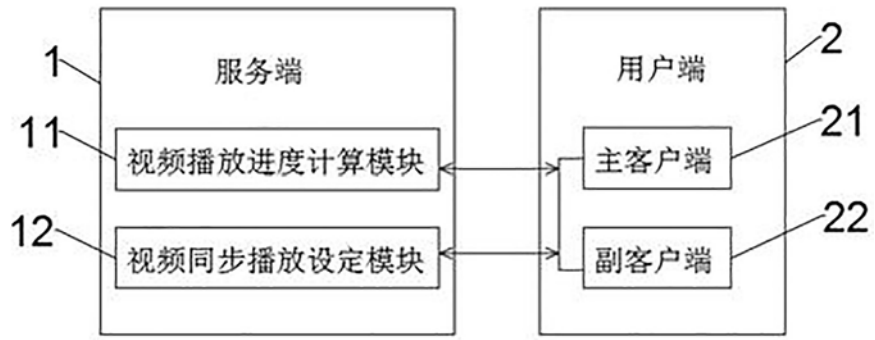 1
服务端
11
视频播放进度计算模块
12
视频同步播放设定模块
2
用户端
21
主客户端
22
副客户端